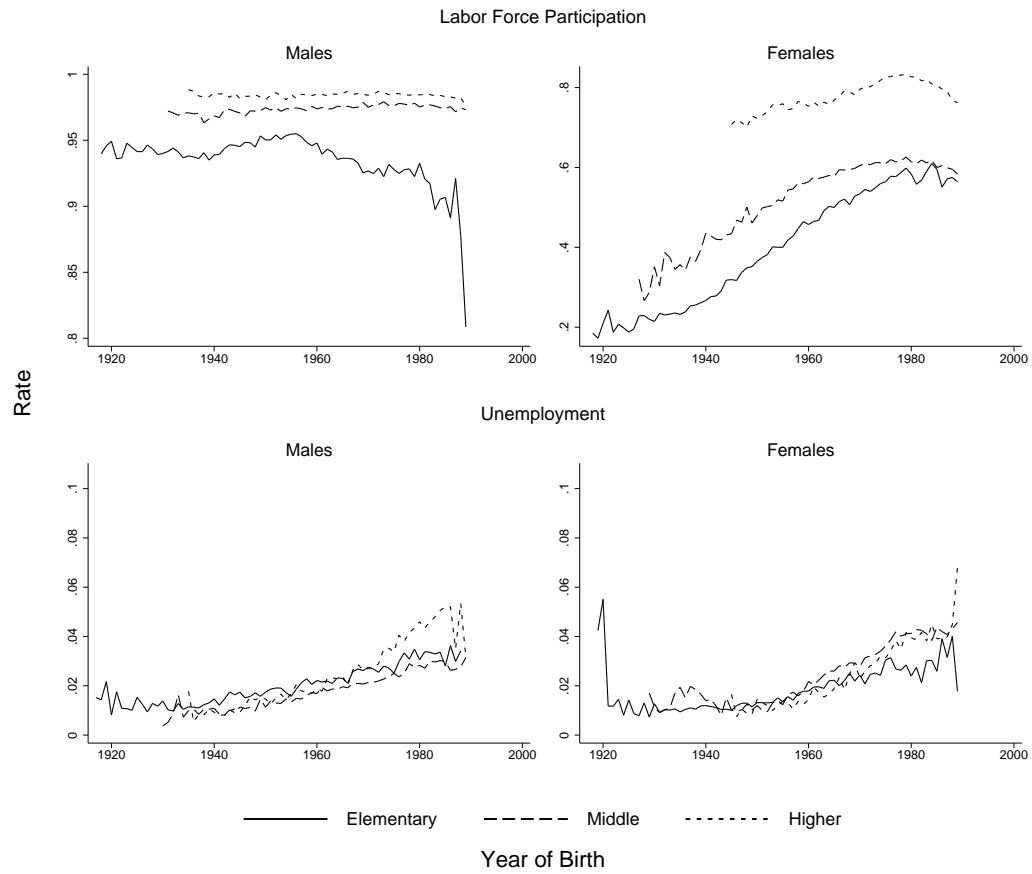 Labor Force Participation
Males
Females
1
.95
.9
.85
.8
1920 1940 1960 1980 2000
.8
.6
.4
.2
1920 1940 1960 1980 2000
Rate
Unemployment
Males
Females
.1
.08
.06
.04
.02
0
1920 1940 1960 1980 2000
.1
.08
.06
.04
.02
0
1920 1940 1960 1980 2000
Elementary Middle Higher
Year of Birth